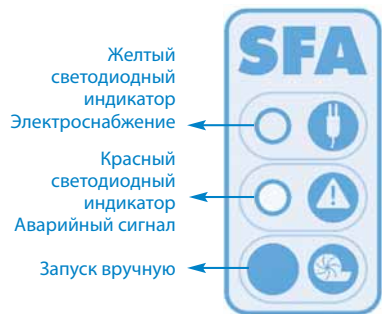 SFA
Желтый
светодиодный
индикатор
Электроснабжение
Красный
светодиодный
индикатор
Аварийный сигнал
Запуск вручную